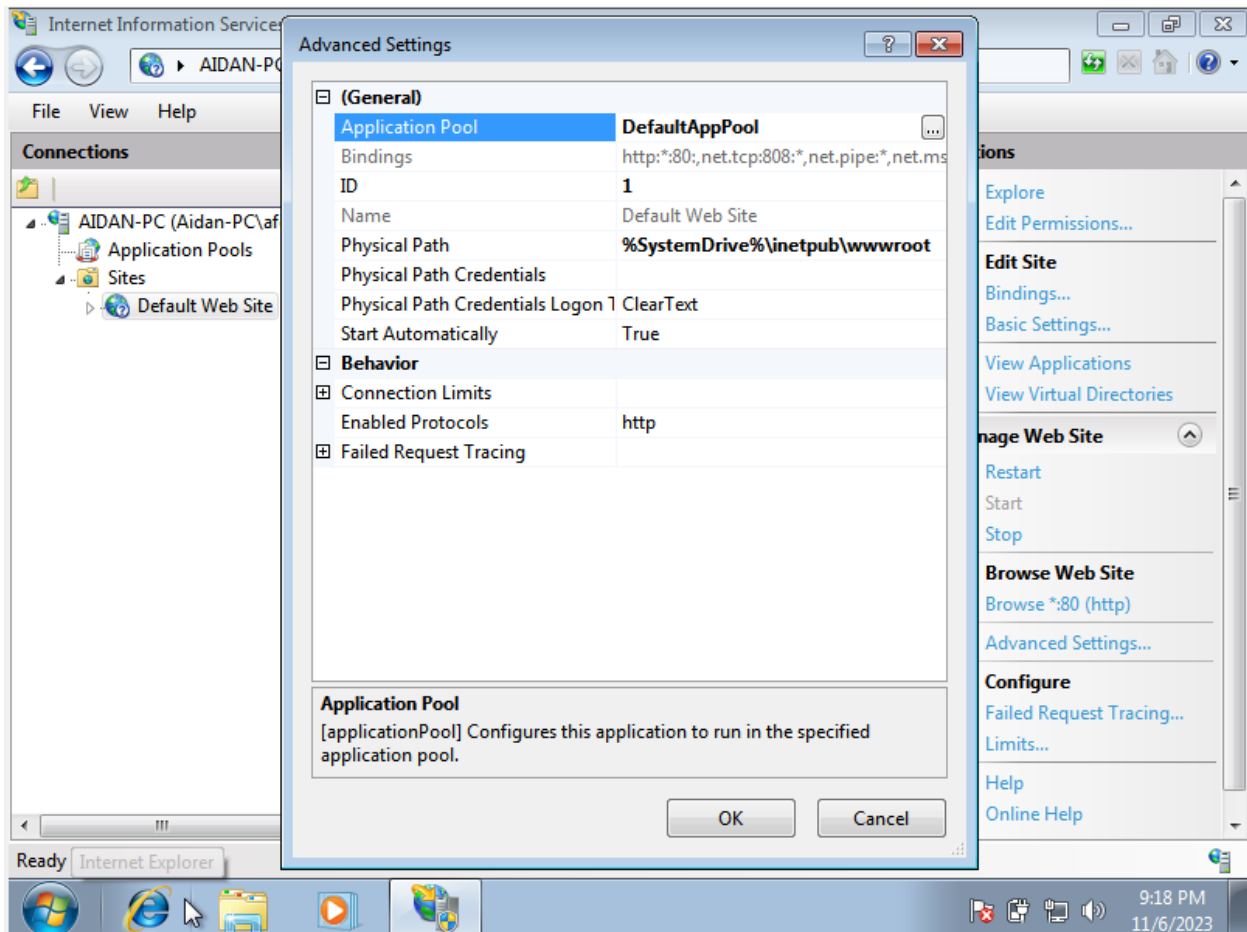 Internet Information Services
AIDAN-PC
File View Help
Connections
AIDAN-PC (Aidan-PC\af
Application Pools
Sites
Default Web Site
Ready
Internet Explorer
Advanced Settings
(General)
Application Pool DefaultAppPool ...
Bindings http:*:80:,net.tcp:808:*,net.pipe:*,net.ms
ID 1
Name Default Web Site
Physical Path %SystemDrive%\inetpub\wwwroot
Physical Path Credentials
Physical Path Credentials Logon T ClearText
Start Automatically True
Behavior
Connection Limits
Enabled Protocols http
Failed Request Tracing
Application Pool
[applicationPool] Configures this application to run in the specified
application pool.
OK Cancel
ions
Explore
Edit Permissions...
Edit Site
Bindings...
Basic Settings...
View Applications
View Virtual Directories
nage Web Site
Restart
Start
Stop
Browse Web Site
Browse *:80 (http)
Advanced Settings...
Configure
Failed Request Tracing...
Limits...
Help
Online Help
9:18 PM
11/6/2023